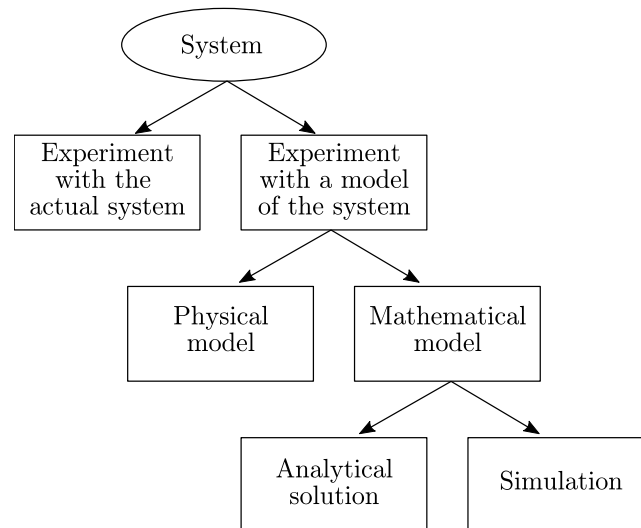 System
Experiment
with the
actual system
Experiment
with a model
of the system
Physical
model
Mathematical
model
Analytical
solution
Simulation